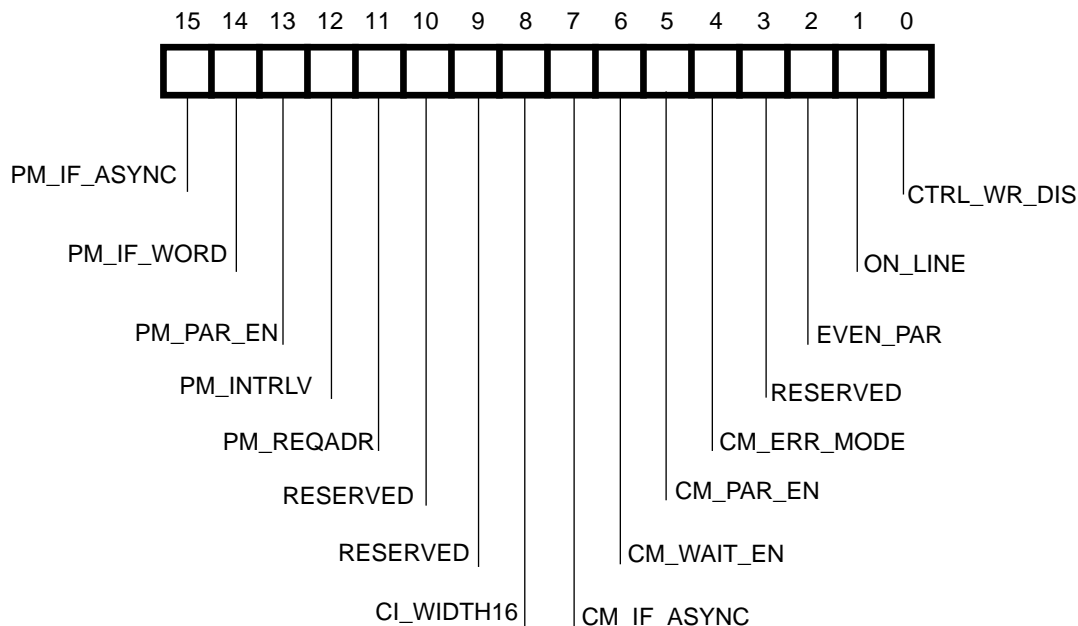 15 14 13 12 11 10 9 8 7 6 5 4 3 2 1 0
PM_IF_ASYNC CTRL_WR_DIS
PM_IF_WORD ON_LINE
PM_PAR_EN EVEN_PAR
PM_INTRLV RESERVED
PM_REQADR CM_ERR_MODE
RESERVED CM_PAR_EN
RESERVED CM_WAIT_EN
CI_WIDTH16 CM_IF_ASYNC